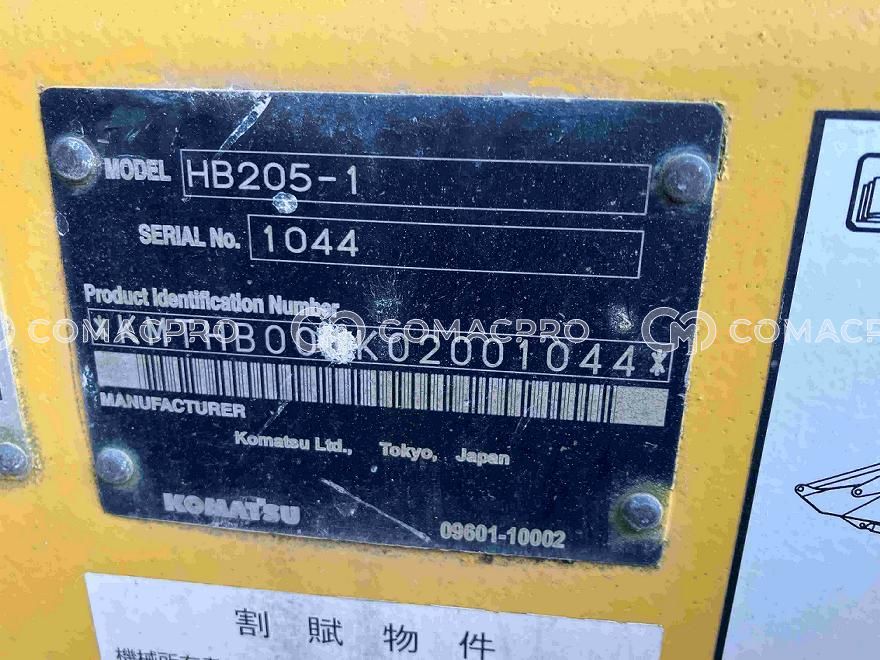 MODEL HB205-1
SERIAL No. 1044
Product Identification Number
COMACPRO COMACPRO COMACPRO
MANUFACTURER
Komatsu Ltd., Tokyo, Japan
KOMATSU 09601-10002
割賦物件